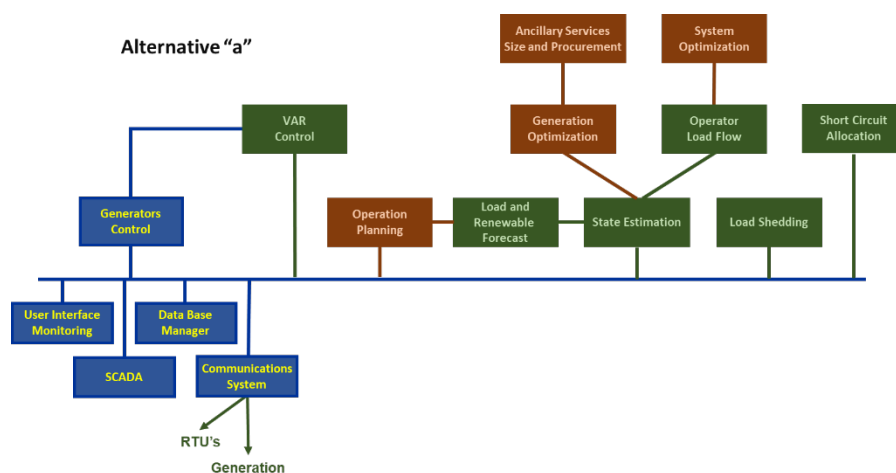 Alternative “a”
Ancillary Services
Size and Procurement
System
Optimization
VAR
Control
Generation
Optimization
Operator
Load Flow
Short Circuit
Allocation
Generators
Control
Operation
Planning
Load and
Renewable
Forecast
State Estimation
Load Shedding
User Interface
Monitoring
Data Base
Manager
SCADA
Communications
System
RTU’s
Generation